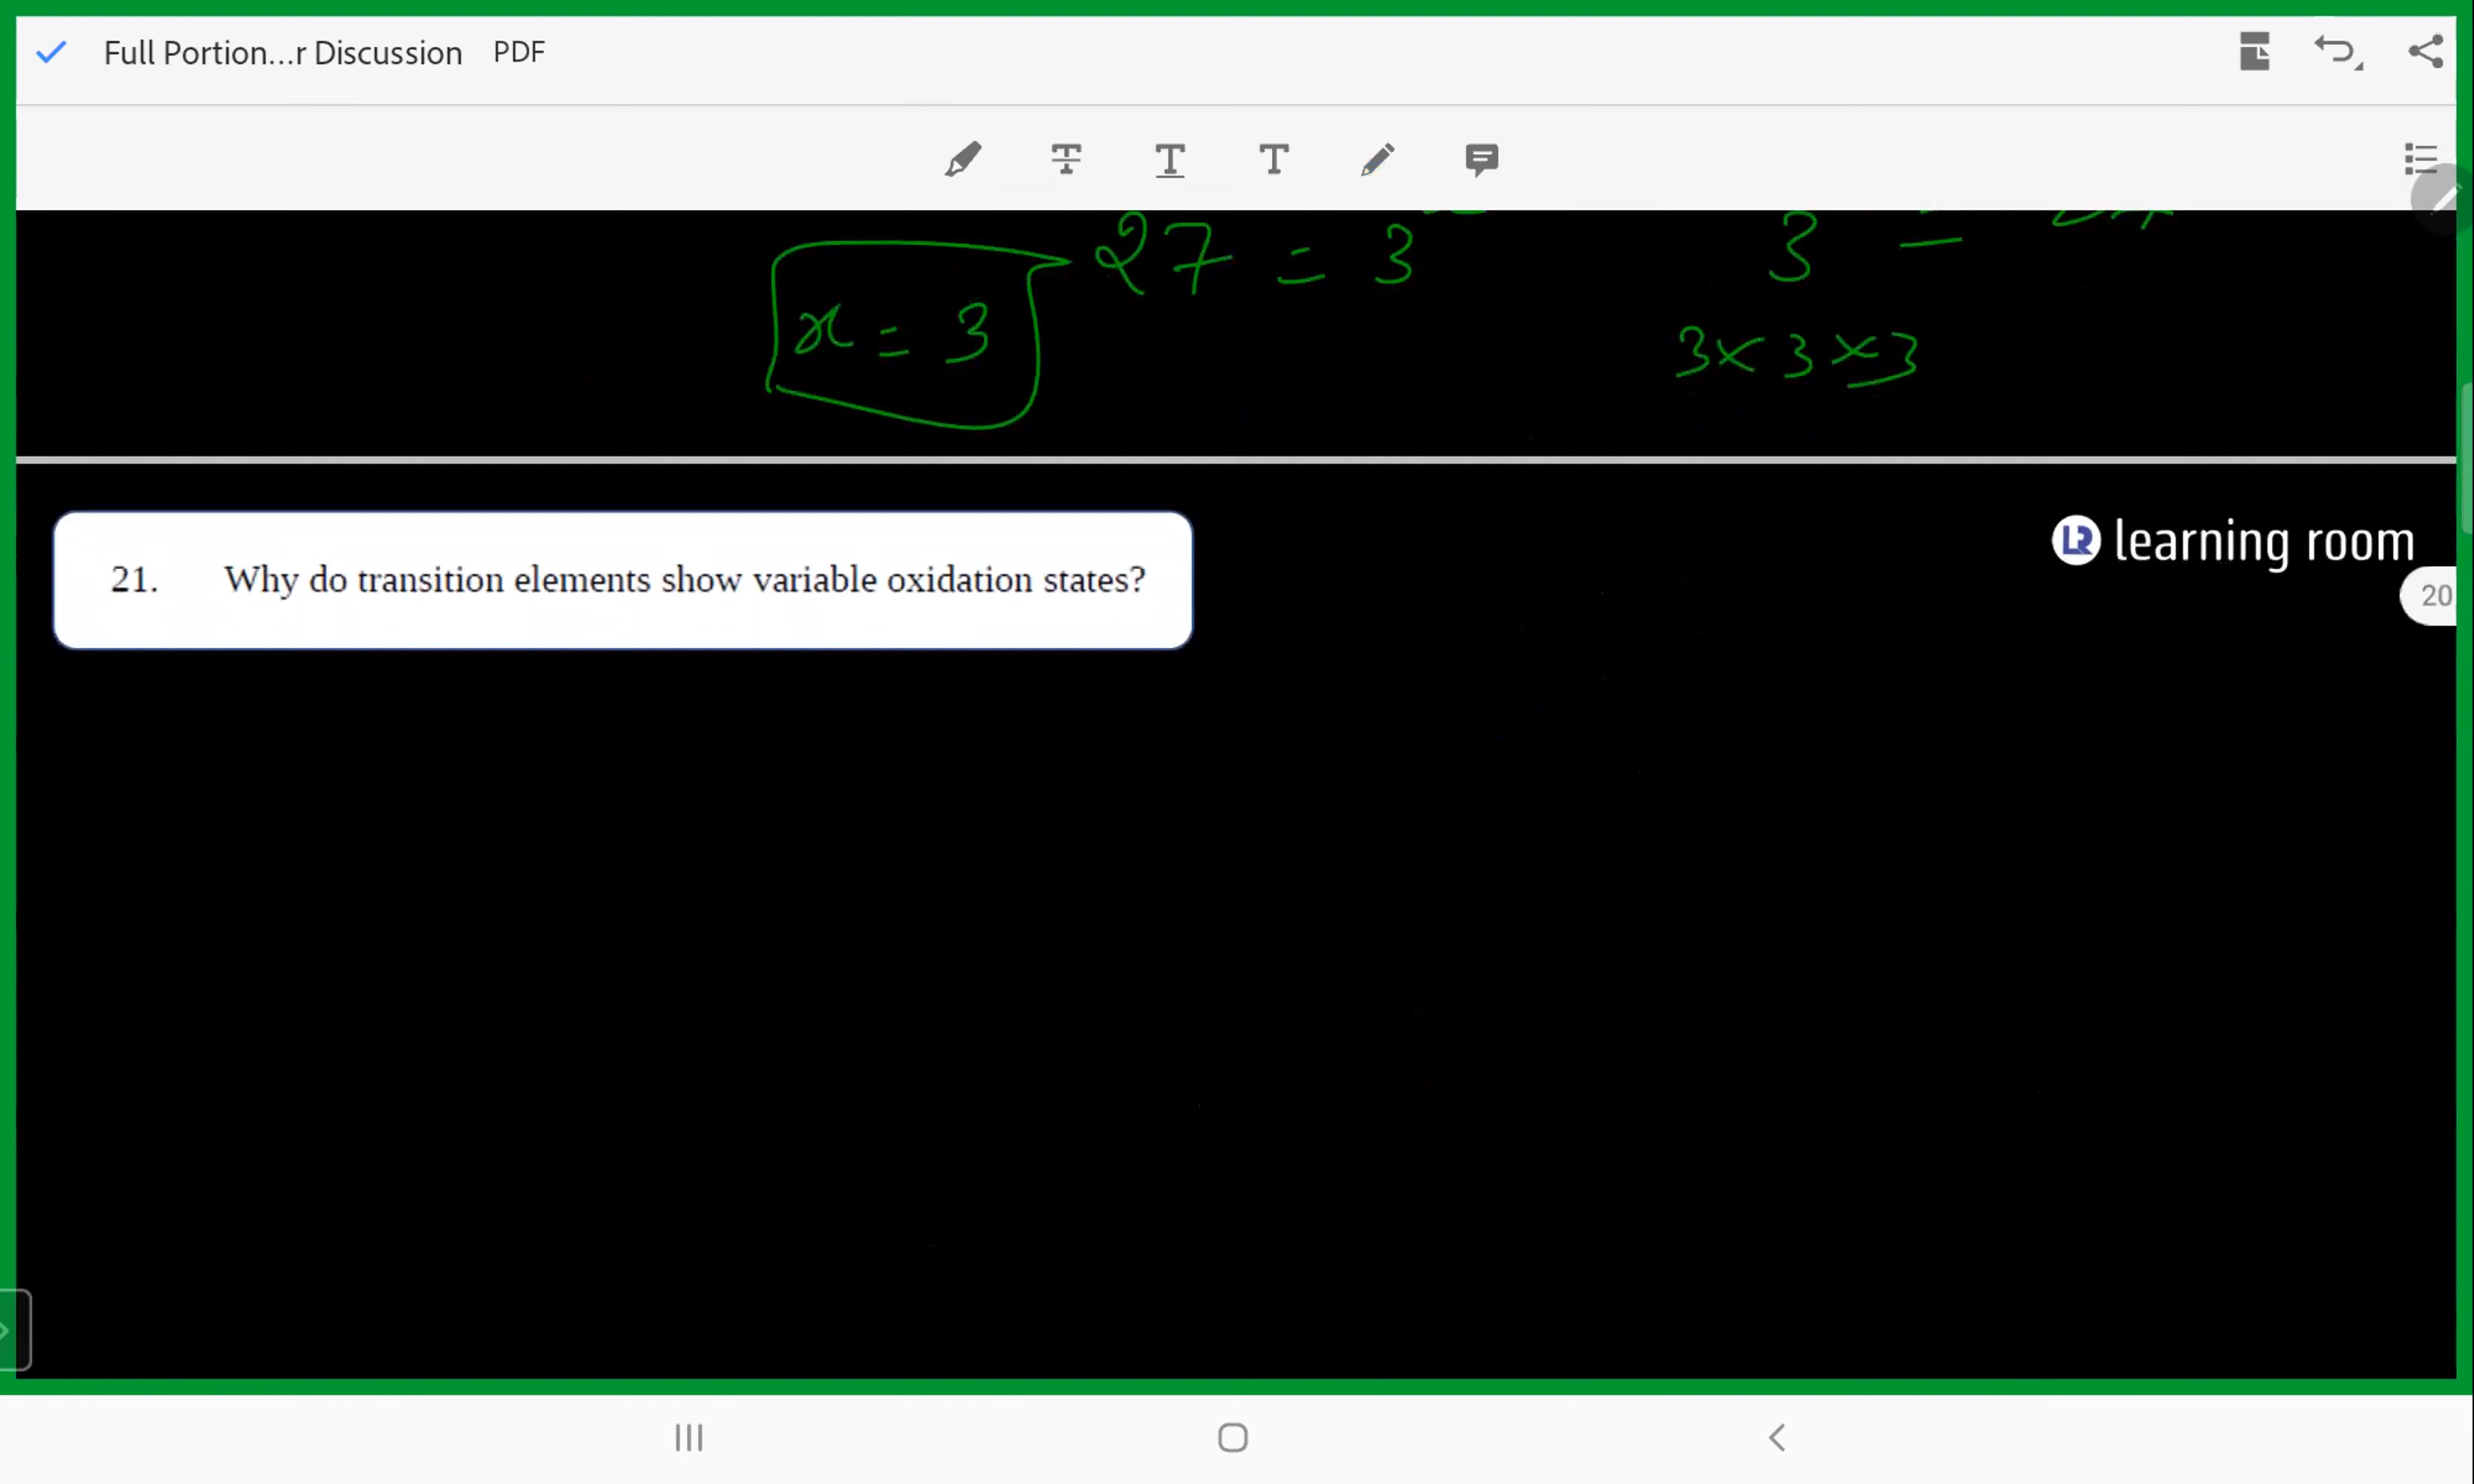 Full Portion...r Discussion PDF
27 = 3
3 =
x = 3
3 x 3 x 3
learning room
21. Why do transition elements show variable oxidation states?
20